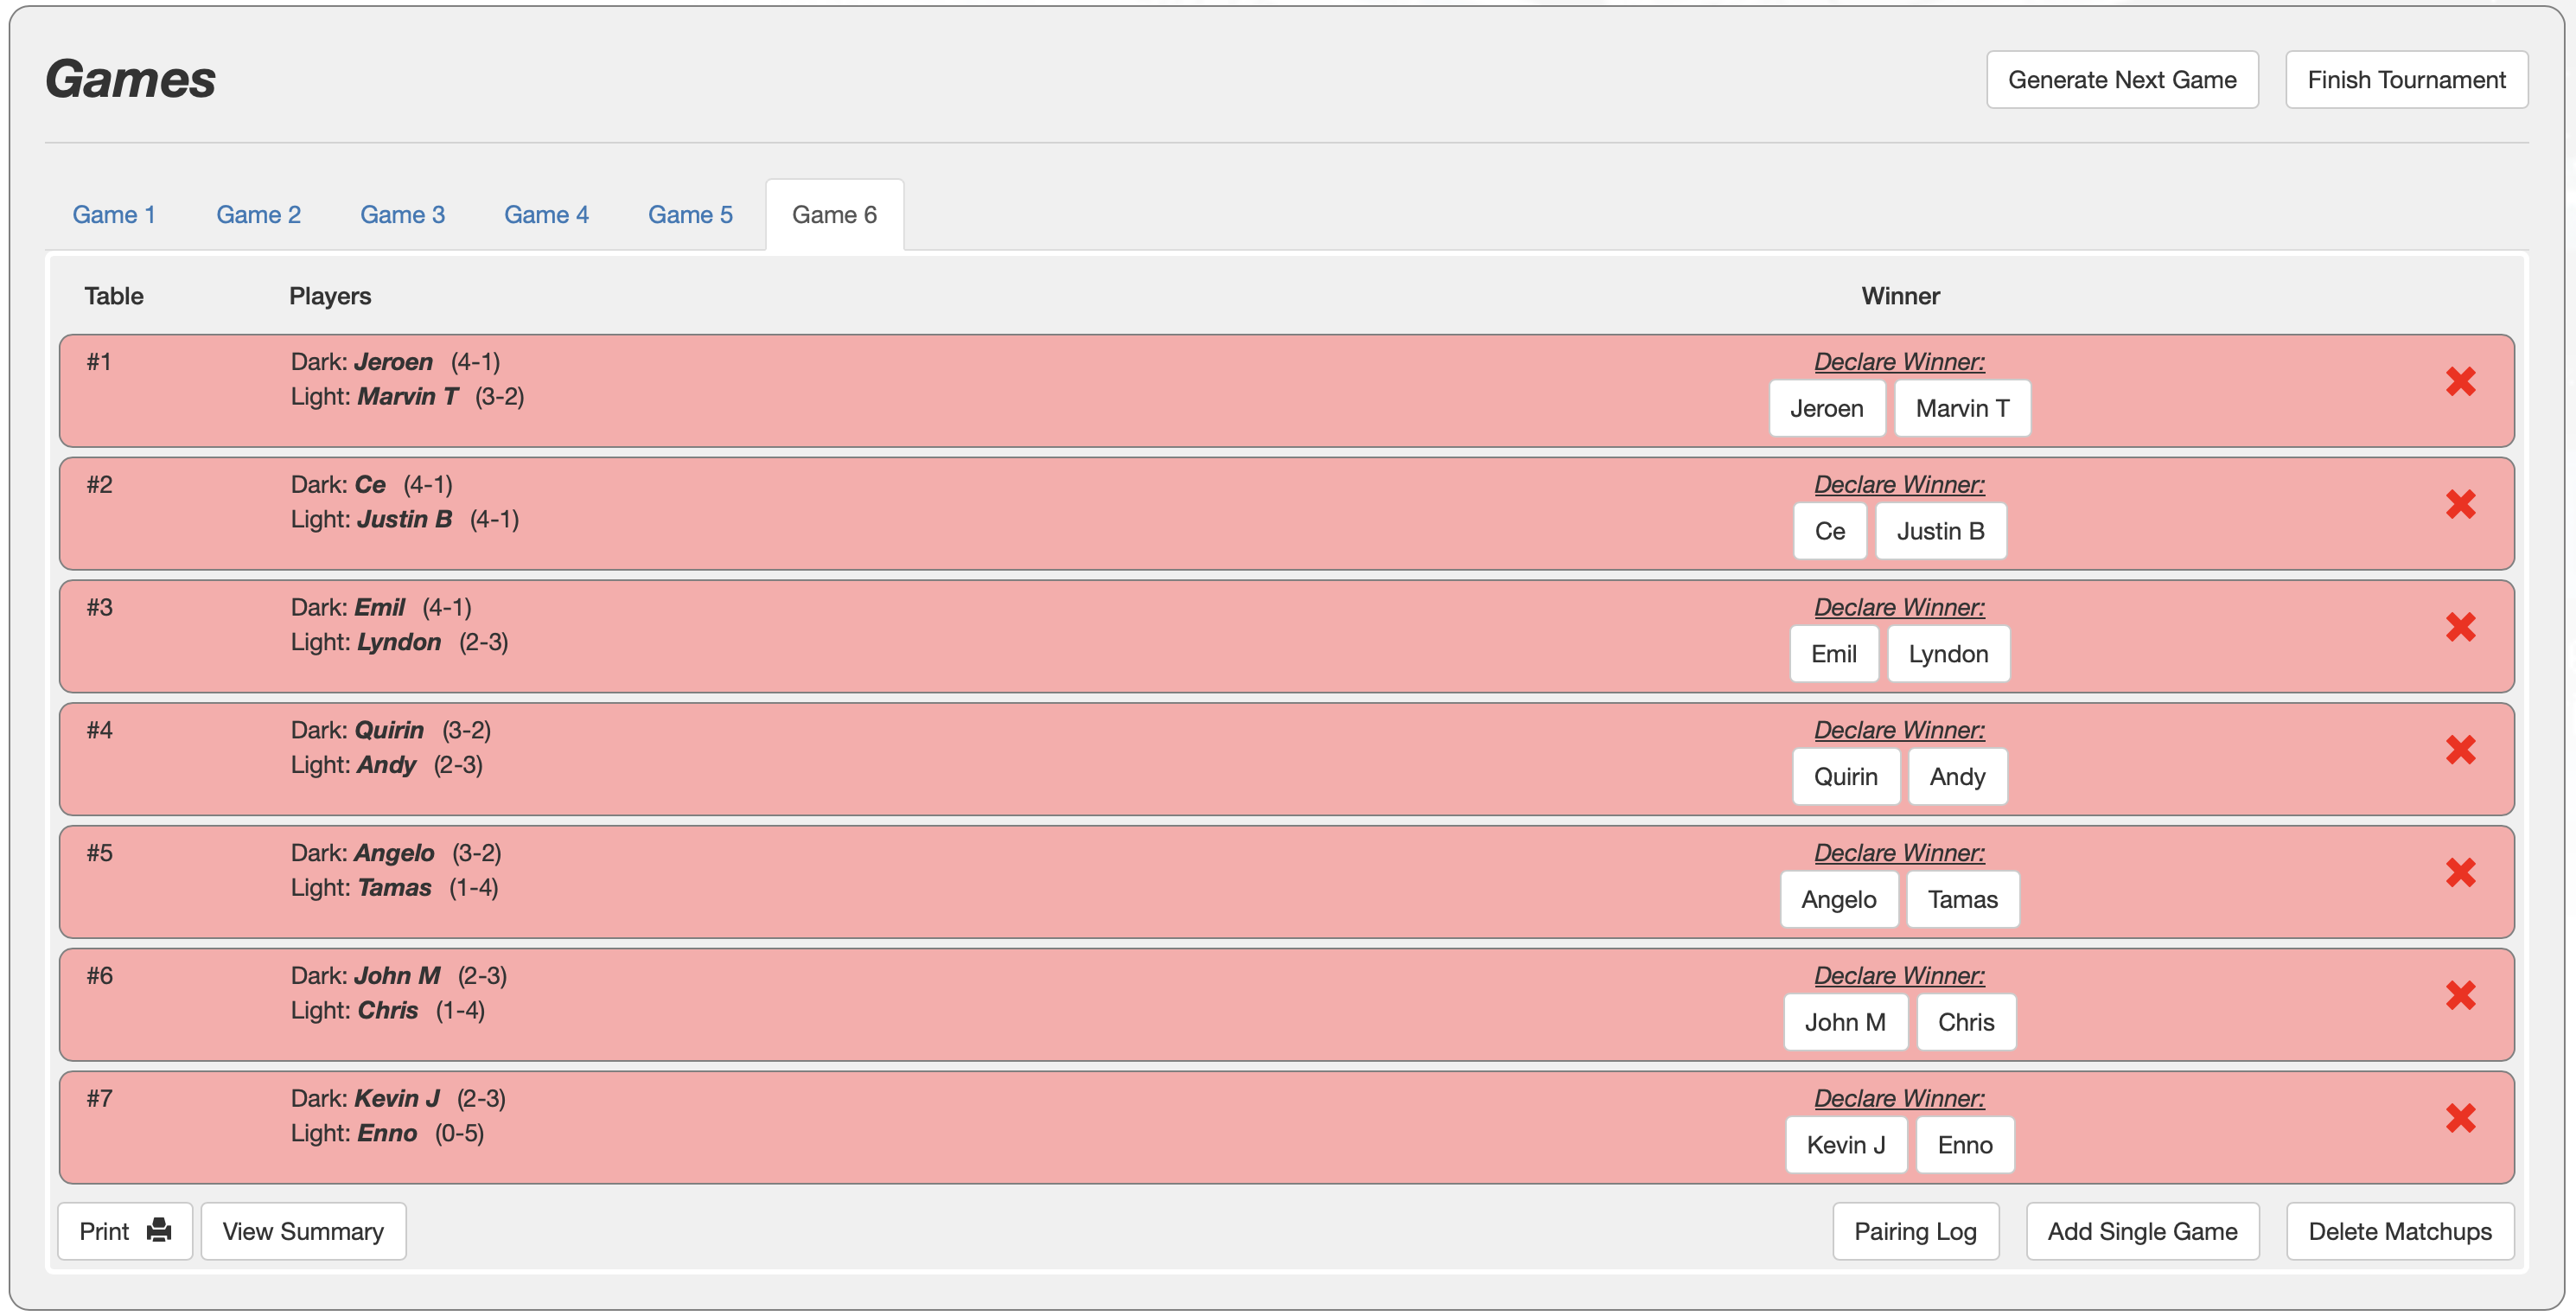 Games
Generate Next Game
Finish Tournament
Game 1
Game 2
Game 3
Game 4
Game 5
Game 6
Table
Players
Winner
#1
Dark: Jeroen (4-1)
Light: Marvin T (3-2)
Declare Winner:
Jeroen
Marvin T
#2
Dark: Ce (4-1)
Light: Justin B (4-1)
Declare Winner:
Ce
Justin B
#3
Dark: Emil (4-1)
Light: Lyndon (2-3)
Declare Winner:
Emil
Lyndon
#4
Dark: Quirin (3-2)
Light: Andy (2-3)
Declare Winner:
Quirin
Andy
#5
Dark: Angelo (3-2)
Light: Tamas (1-4)
Declare Winner:
Angelo
Tamas
#6
Dark: John M (2-3)
Light: Chris (1-4)
Declare Winner:
John M
Chris
#7
Dark: Kevin J (2-3)
Light: Enno (0-5)
Declare Winner:
Kevin J
Enno
Print
View Summary
Pairing Log
Add Single Game
Delete Matchups